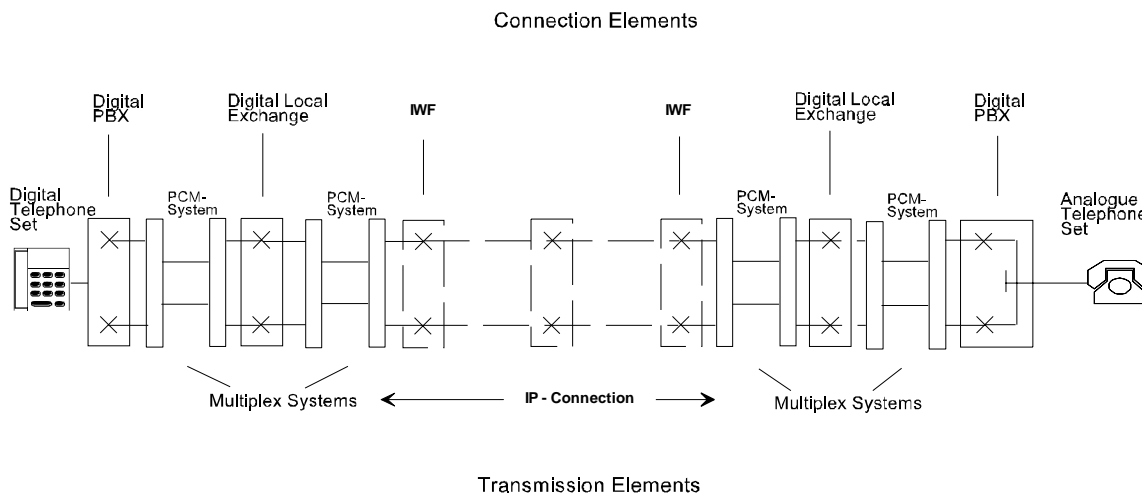 Connection Elements
Digital
PBX
Digital Local
Exchange
IWF
IWF
Digital Local
Exchange
Digital
PBX
Digital
Telephone
Set
PCM-
System
PCM-
System
PCM-
System
PCM-
System
Analogue
Telephone
Set
Multiplex Systems
IP - Connection
Multiplex Systems
Transmission Elements